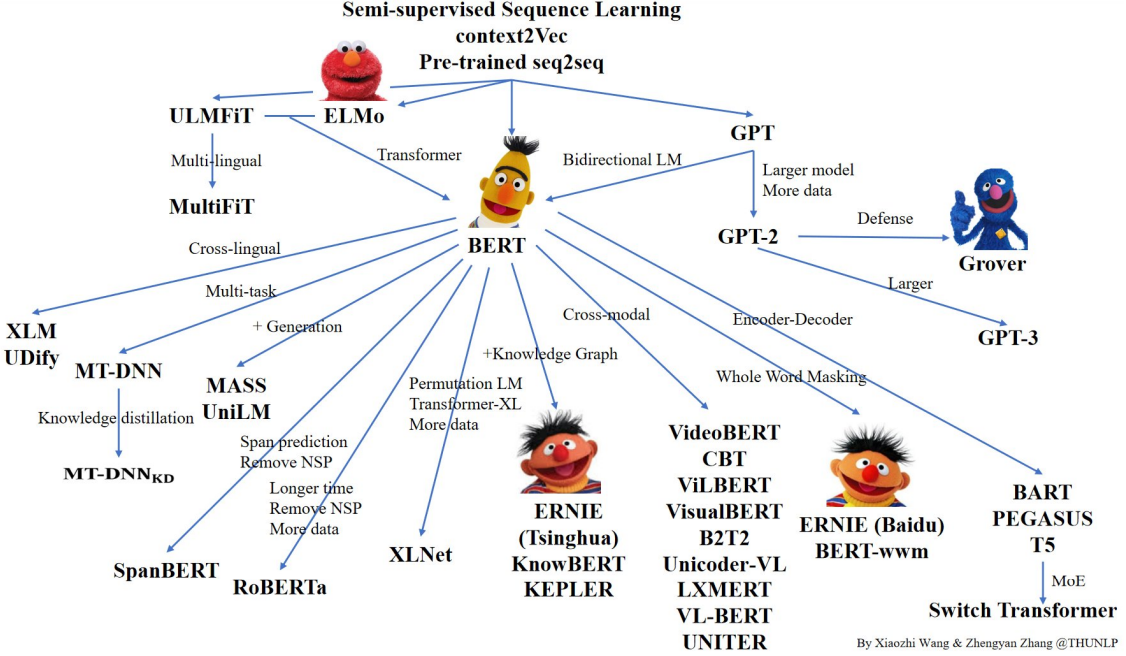 Semi-supervised Sequence Learning
context2Vec
Pre-trained seq2seq
ULMFiT
ELMo
GPT
Multi-lingual
Transformer
Bidirectional LM
Larger model
More data
MultiFiT
BERT
GPT-2
Defense
Grover
Cross-lingual
Multi-task
+ Generation
Larger
GPT-3
Cross-modal
Encoder-Decoder
+Knowledge Graph
Whole Word Masking
XLM
UDify
MT-DNN
MASS
UniLM
Permutation LM
Transformer-XL
More data
Knowledge distillation
MT-DNN_KD
Span prediction
Remove NSP
Longer time
Remove NSP
More data
SpanBERT
RoBERTa
XLNet
ERNIE
(Tsinghua)
KnowBERT
KEPLER
VideoBERT
CBT
ViLBERT
VisualBERT
B2T2
Unicoder-VL
LXMERT
VL-BERT
UNITER
ERNIE (Baidu)
BERT-wwm
BART
PEGASUS
T5
MoE
Switch Transformer
By Xiaozhi Wang & Zhengyan Zhang @THUNLP